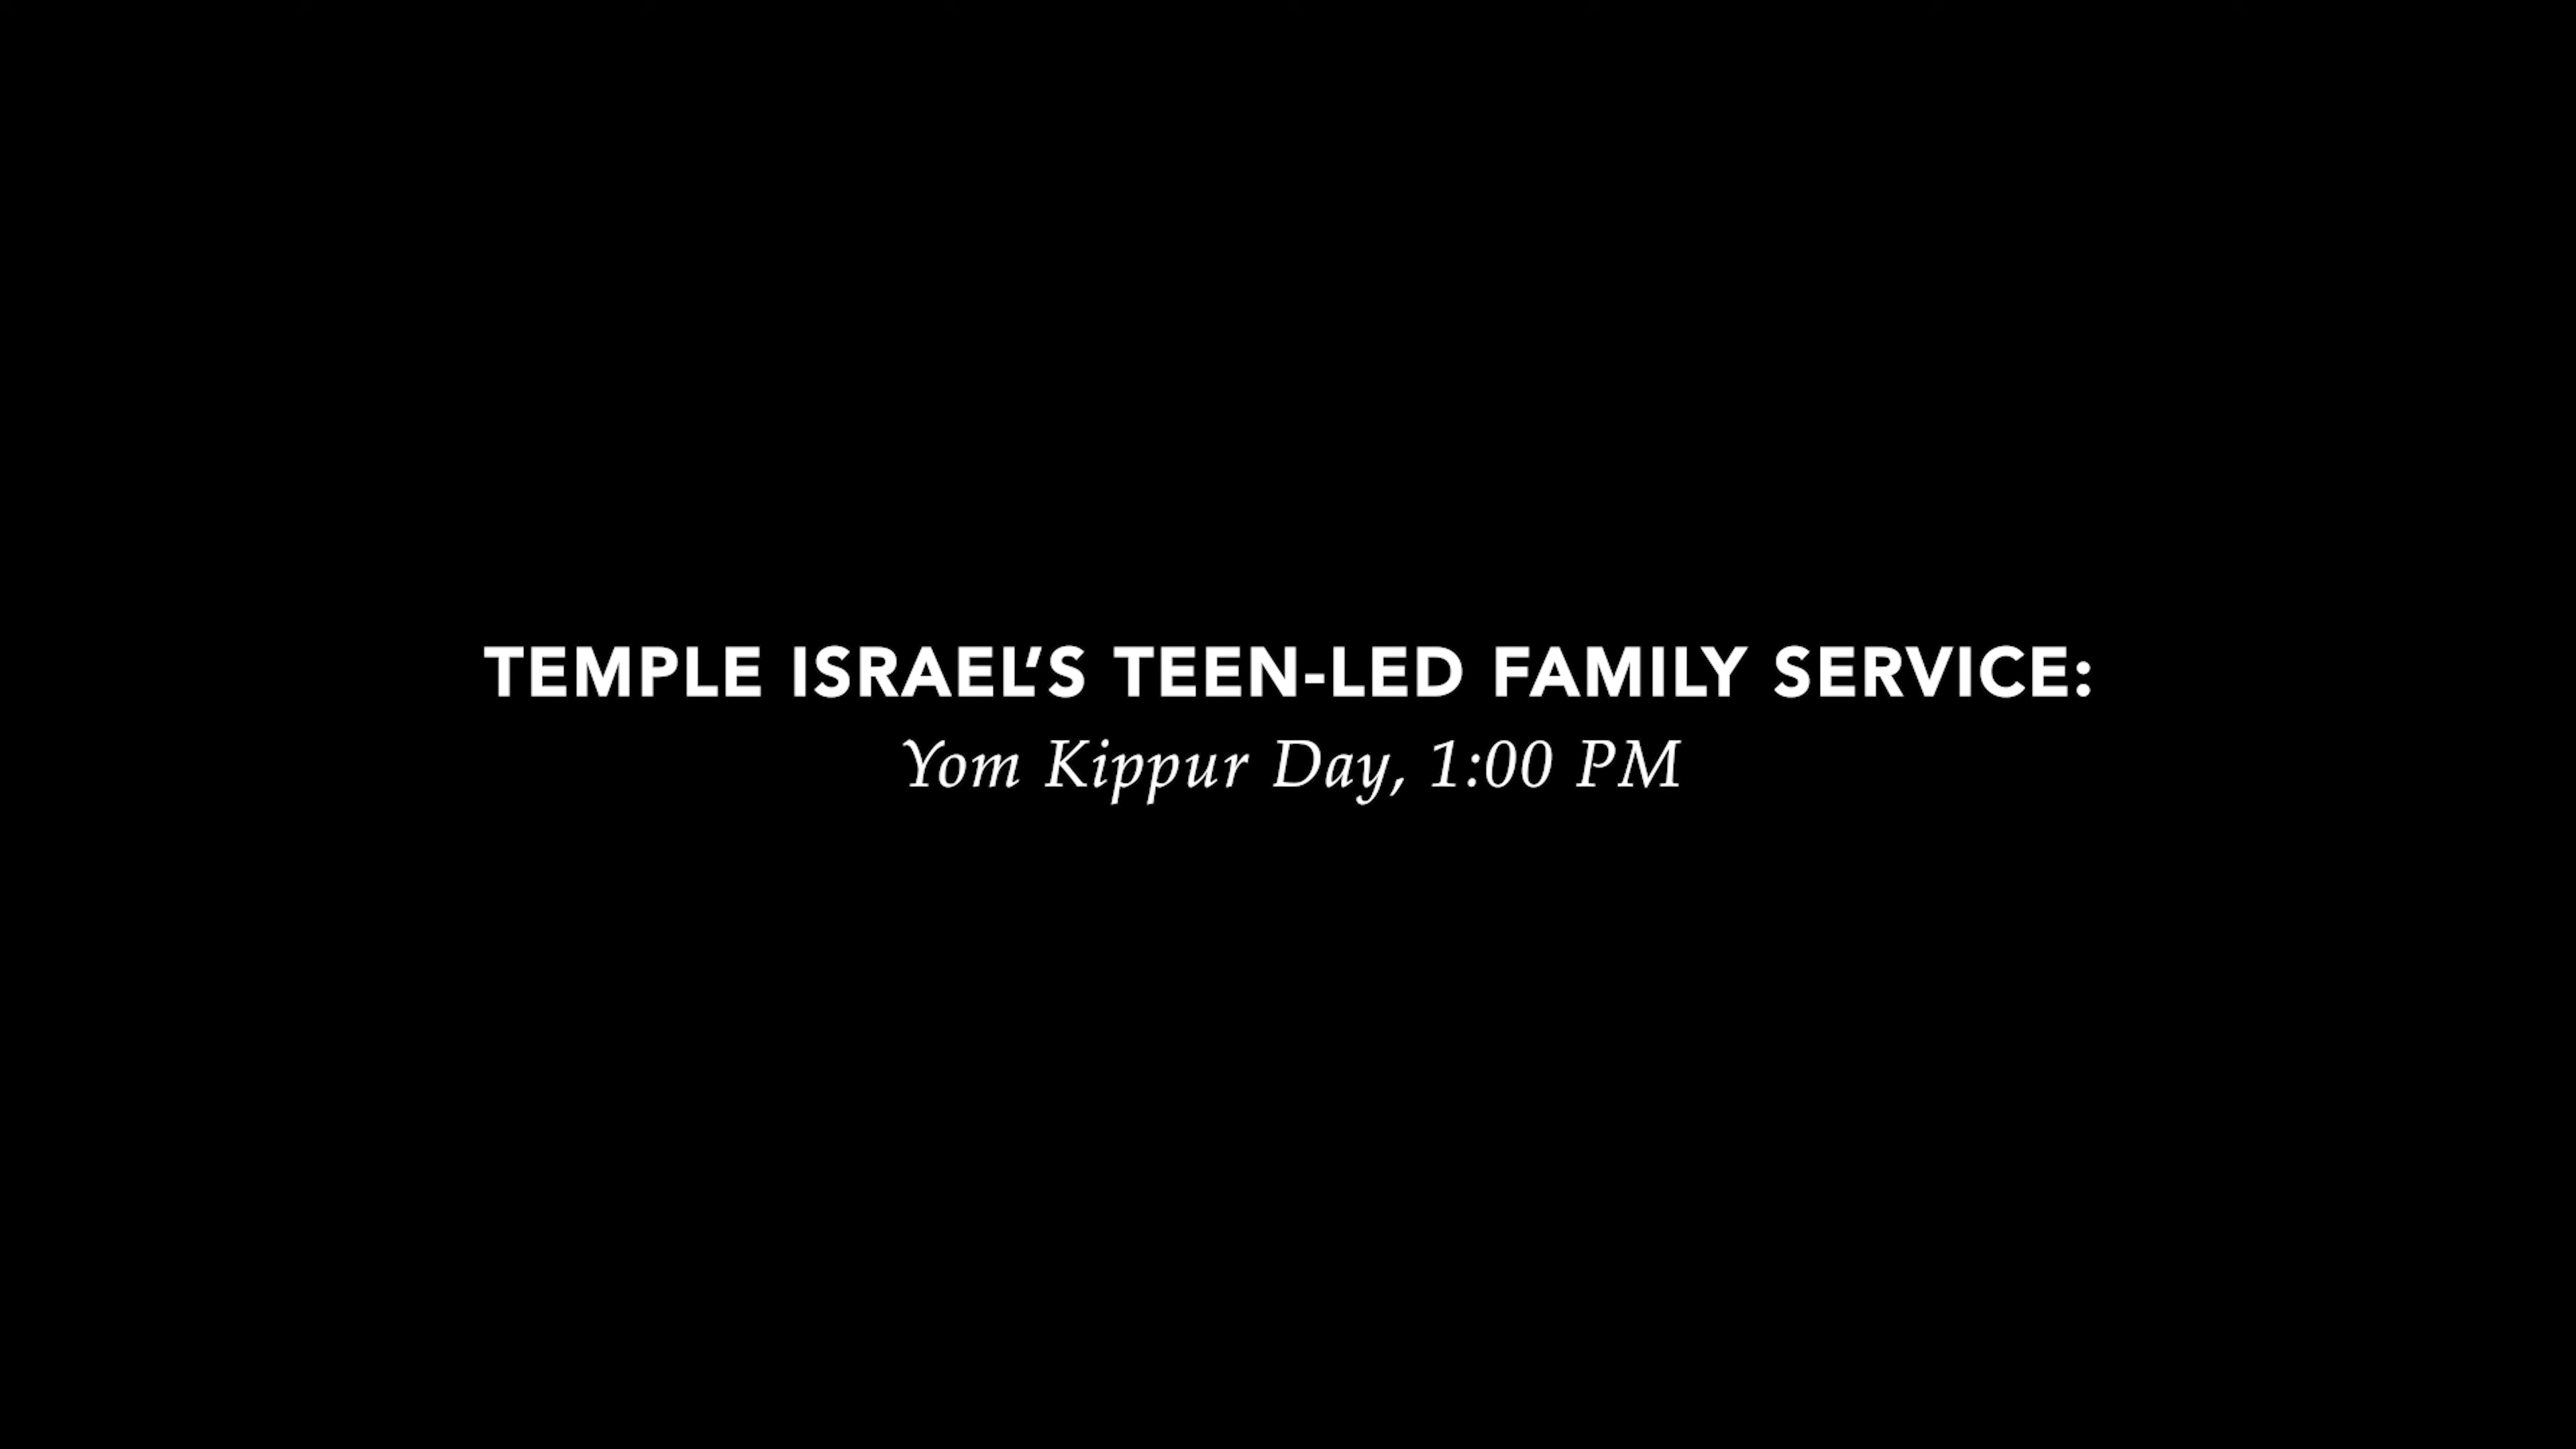 TEMPLE ISRAEL’S TEEN-LED FAMILY SERVICE:
Yom Kippur Day, 1:00 PM